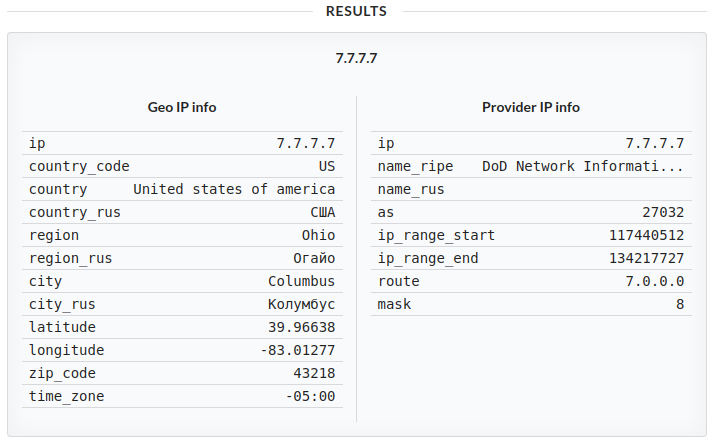 RESULTS
7.7.7.7
Geo IP info
ip 7.7.7.7
country_code US
country United states of america
country_rus США
region Ohio
region_rus Огайо
city Columbus
city_rus Колумбус
latitude 39.96638
longitude -83.01277
zip_code 43218
time_zone -05:00
Provider IP info
ip 7.7.7.7
name_ripe DoD Network Informati...
name_rus
as 27032
ip_range_start 117440512
ip_range_end 134217727
route 7.0.0.0
mask 8